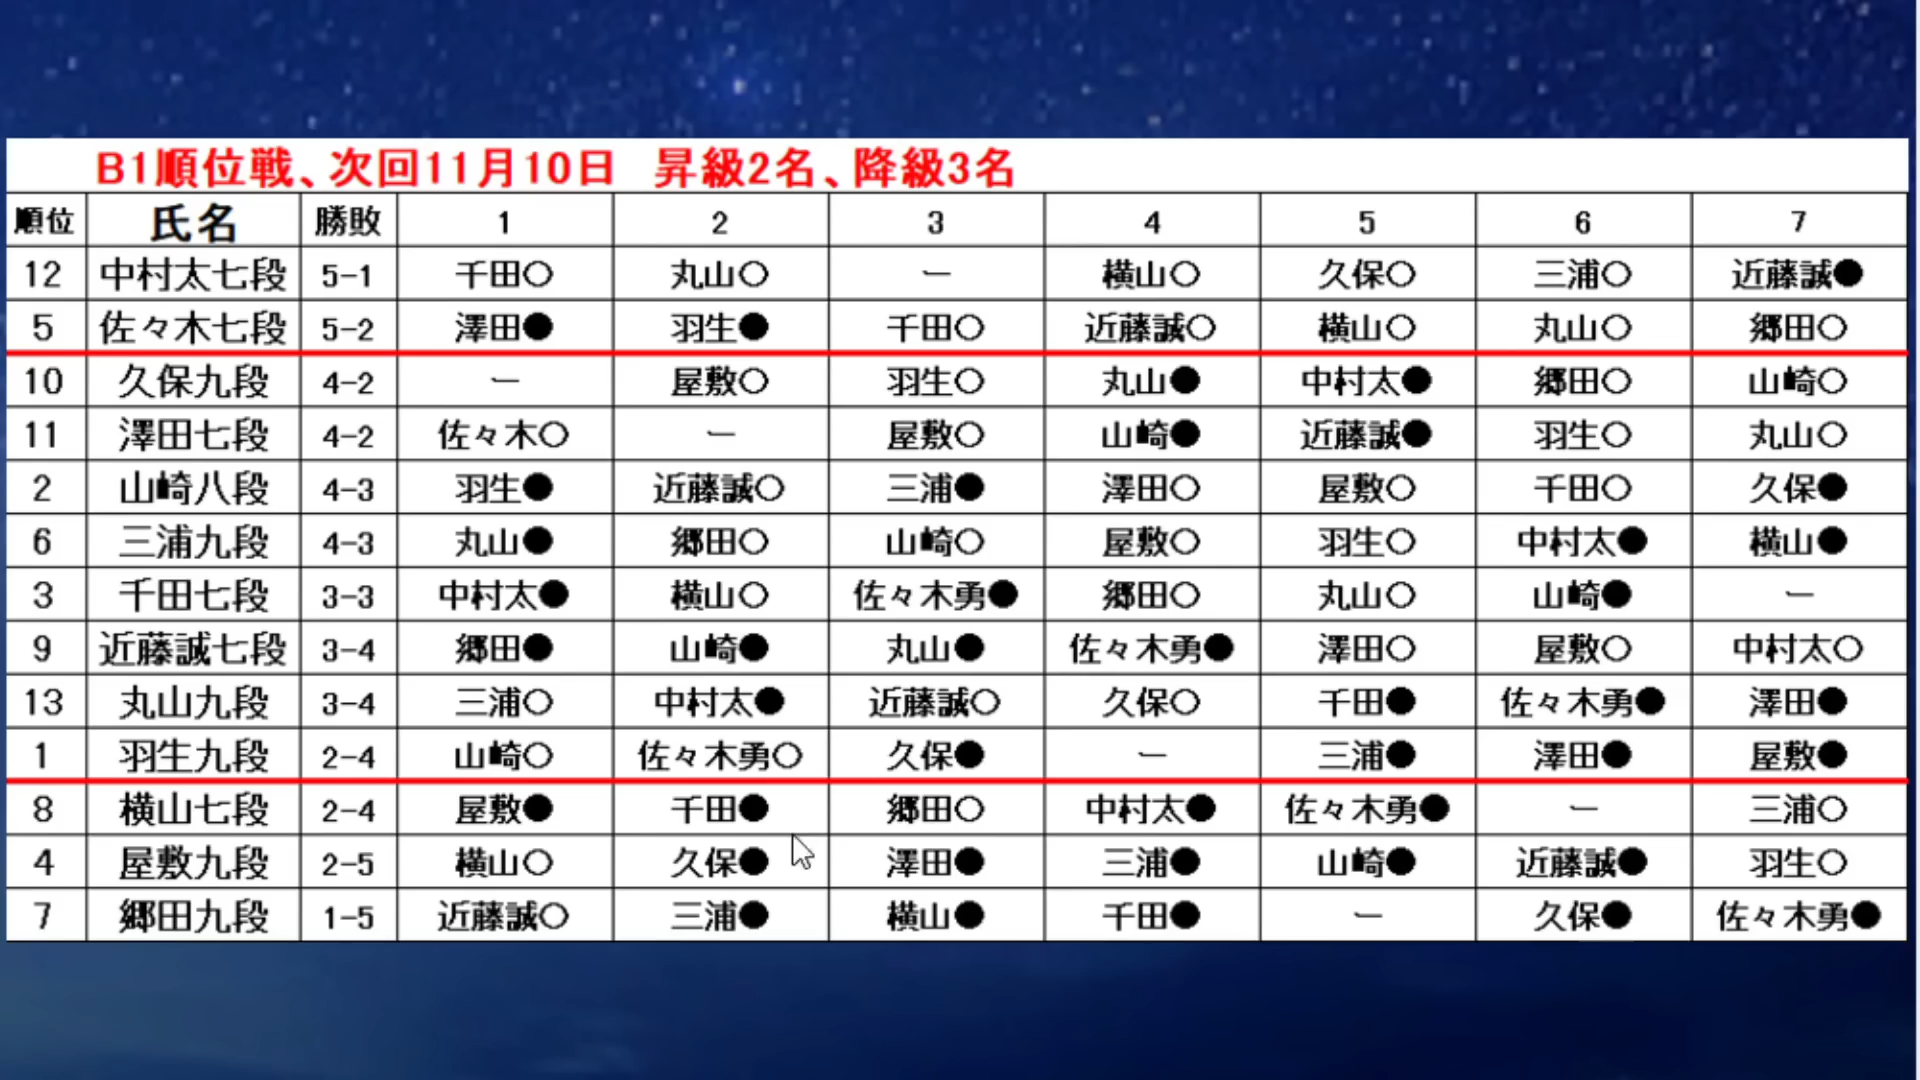 B1順位戦、次回11月10日 昇級2名、降級3名
順位 氏名 勝敗 1 2 3 4 5 6 7
12 中村太七段 5-1 千田○ 丸山○ ー 横山○ 久保○ 三浦○ 近藤誠●
5 佐々木七段 5-2 澤田● 羽生● 千田○ 近藤誠○ 横山○ 丸山○ 郷田○
10 久保九段 4-2 ー 屋敷○ 羽生○ 丸山● 中村太● 郷田○ 山崎○
11 澤田七段 4-2 佐々木○ ー 屋敷○ 山崎● 近藤誠● 羽生○ 丸山○
2 山崎八段 4-3 羽生● 近藤誠○ 三浦● 澤田○ 屋敷○ 千田○ 久保●
6 三浦九段 4-3 丸山● 郷田○ 山崎○ 屋敷○ 羽生○ 中村太● 横山●
3 千田七段 3-3 中村太● 横山○ 佐々木勇● 郷田○ 丸山○ 山崎● ー
9 近藤誠七段 3-4 郷田● 山崎● 丸山● 佐々木勇● 澤田○ 屋敷○ 中村太○
13 丸山九段 3-4 三浦○ 中村太● 近藤誠○ 久保○ 千田● 佐々木勇● 澤田●
1 羽生九段 2-4 山崎○ 佐々木勇○ 久保● ー 三浦● 澤田● 屋敷●
8 横山七段 2-4 屋敷● 千田● 郷田○ 中村太● 佐々木勇● ー 三浦○
4 屋敷九段 2-5 横山○ 久保● 澤田● 三浦● 山崎● 近藤誠● 羽生○
7 郷田九段 1-5 近藤誠○ 三浦● 横山● 千田● ー 久保● 佐々木勇●